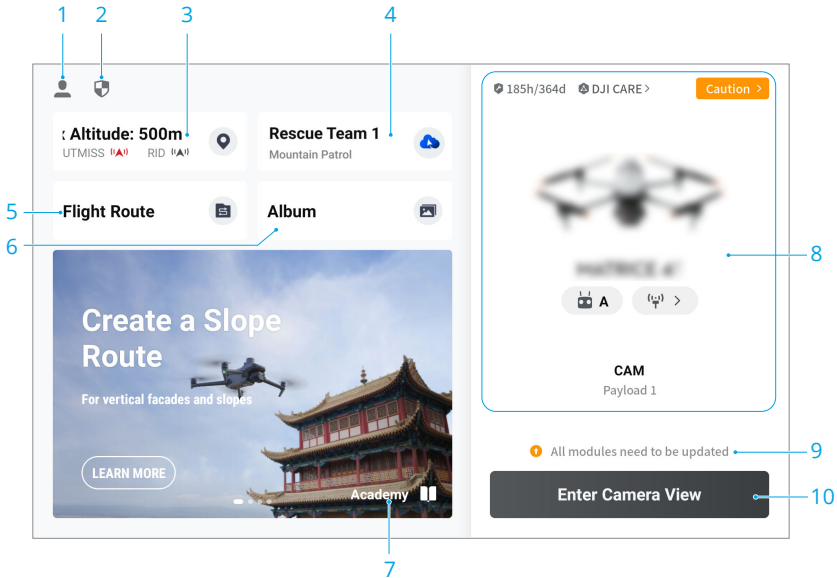 1
2
3
4
185h/364d
DJI CARE
Caution
Altitude: 500m
UTMISS
RID
Rescue Team 1
Mountain Patrol
5
Flight Route
6
Album
8
A
Create a Slope
Route
For vertical facades and slopes
LEARN MORE
Academy
7
CAM
Payload 1
All modules need to be updated
9
Enter Camera View
10